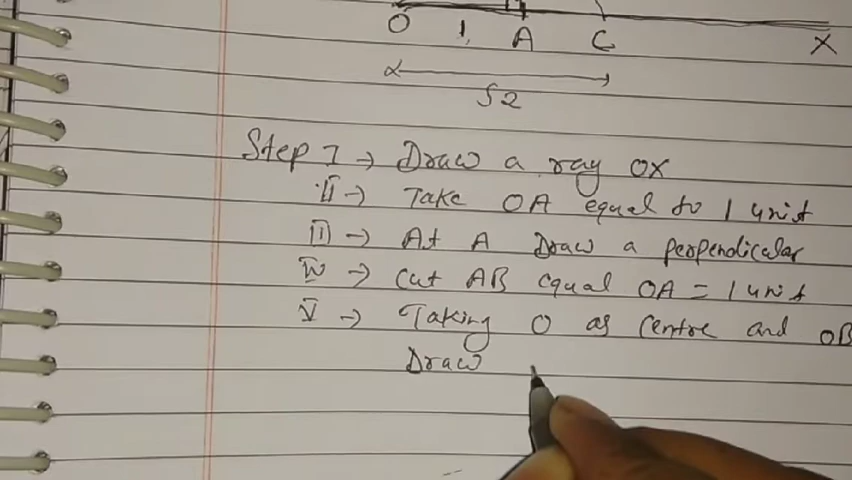 O 1 A C X
√2
Step I → Draw a ray OX
II → Take OA equal to 1 unit
III → At A Draw a perpendicular
IV → Cut AB equal OA = 1 unit
V → Taking O as Centre and OB
Draw